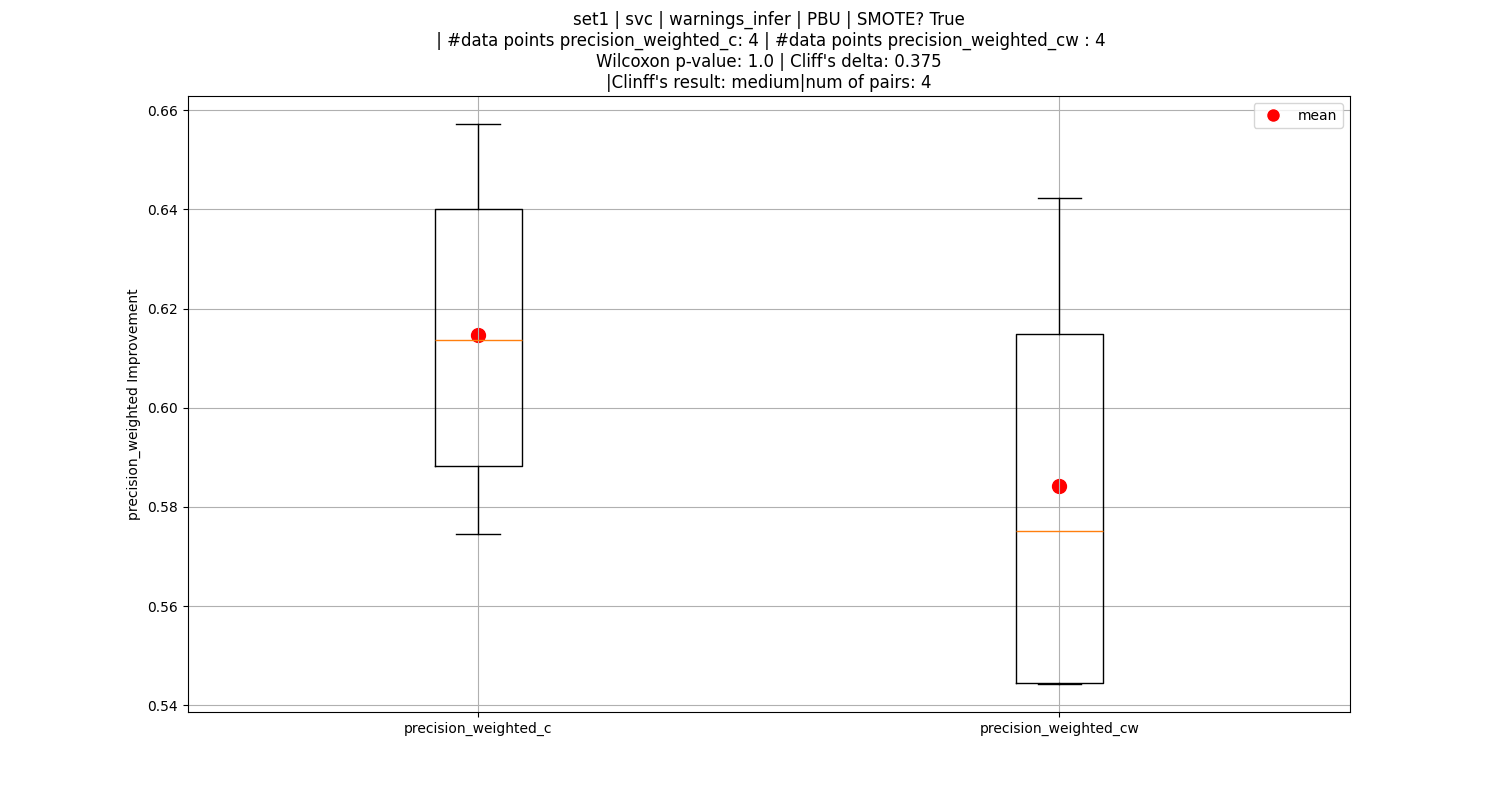 set1 | svc | warnings_infer | PBU | SMOTE? True
| #data points precision_weighted_c: 4 | #data points precision_weighted_cw : 4
Wilcoxon p-value: 1.0 | Cliff's delta: 0.375
|Clinff's result: medium|num of pairs: 4
mean
precision_weighted Improvement
0.66
0.64
0.62
0.60
0.58
0.56
0.54
precision_weighted_c
precision_weighted_cw